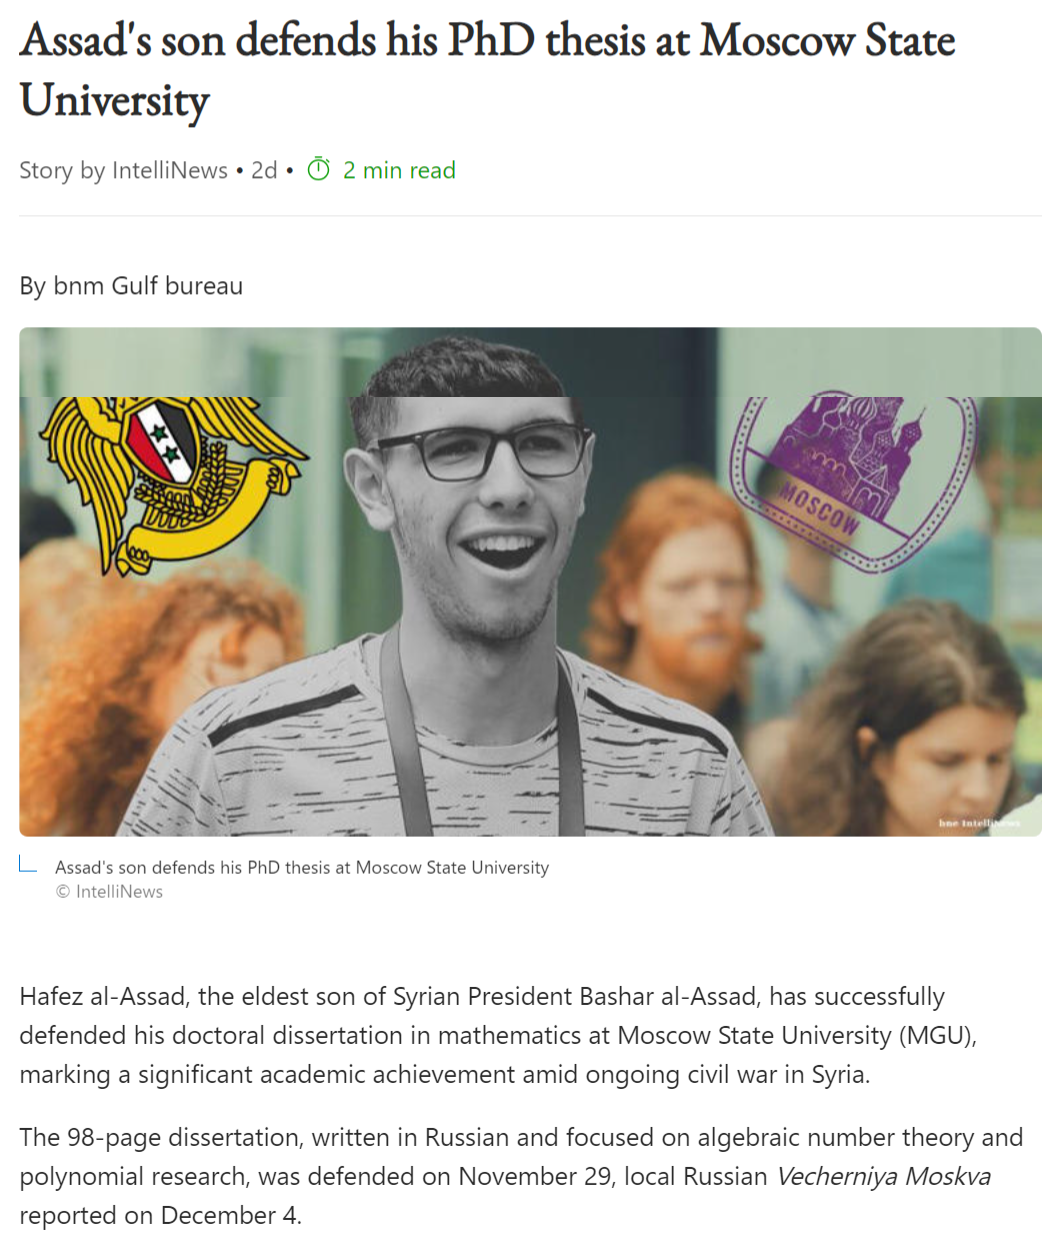 Assad's son defends his PhD thesis at Moscow State
University
Story by IntelliNews • 2d • 2 min read
By bnm Gulf bureau
MOSCOW
bne IntelliNews
Assad's son defends his PhD thesis at Moscow State University
© IntelliNews
Hafez al-Assad, the eldest son of Syrian President Bashar al-Assad, has successfully
defended his doctoral dissertation in mathematics at Moscow State University (MGU),
marking a significant academic achievement amid ongoing civil war in Syria.
The 98-page dissertation, written in Russian and focused on algebraic number theory and
polynomial research, was defended on November 29, local Russian Vecherniya Moskva
reported on December 4.